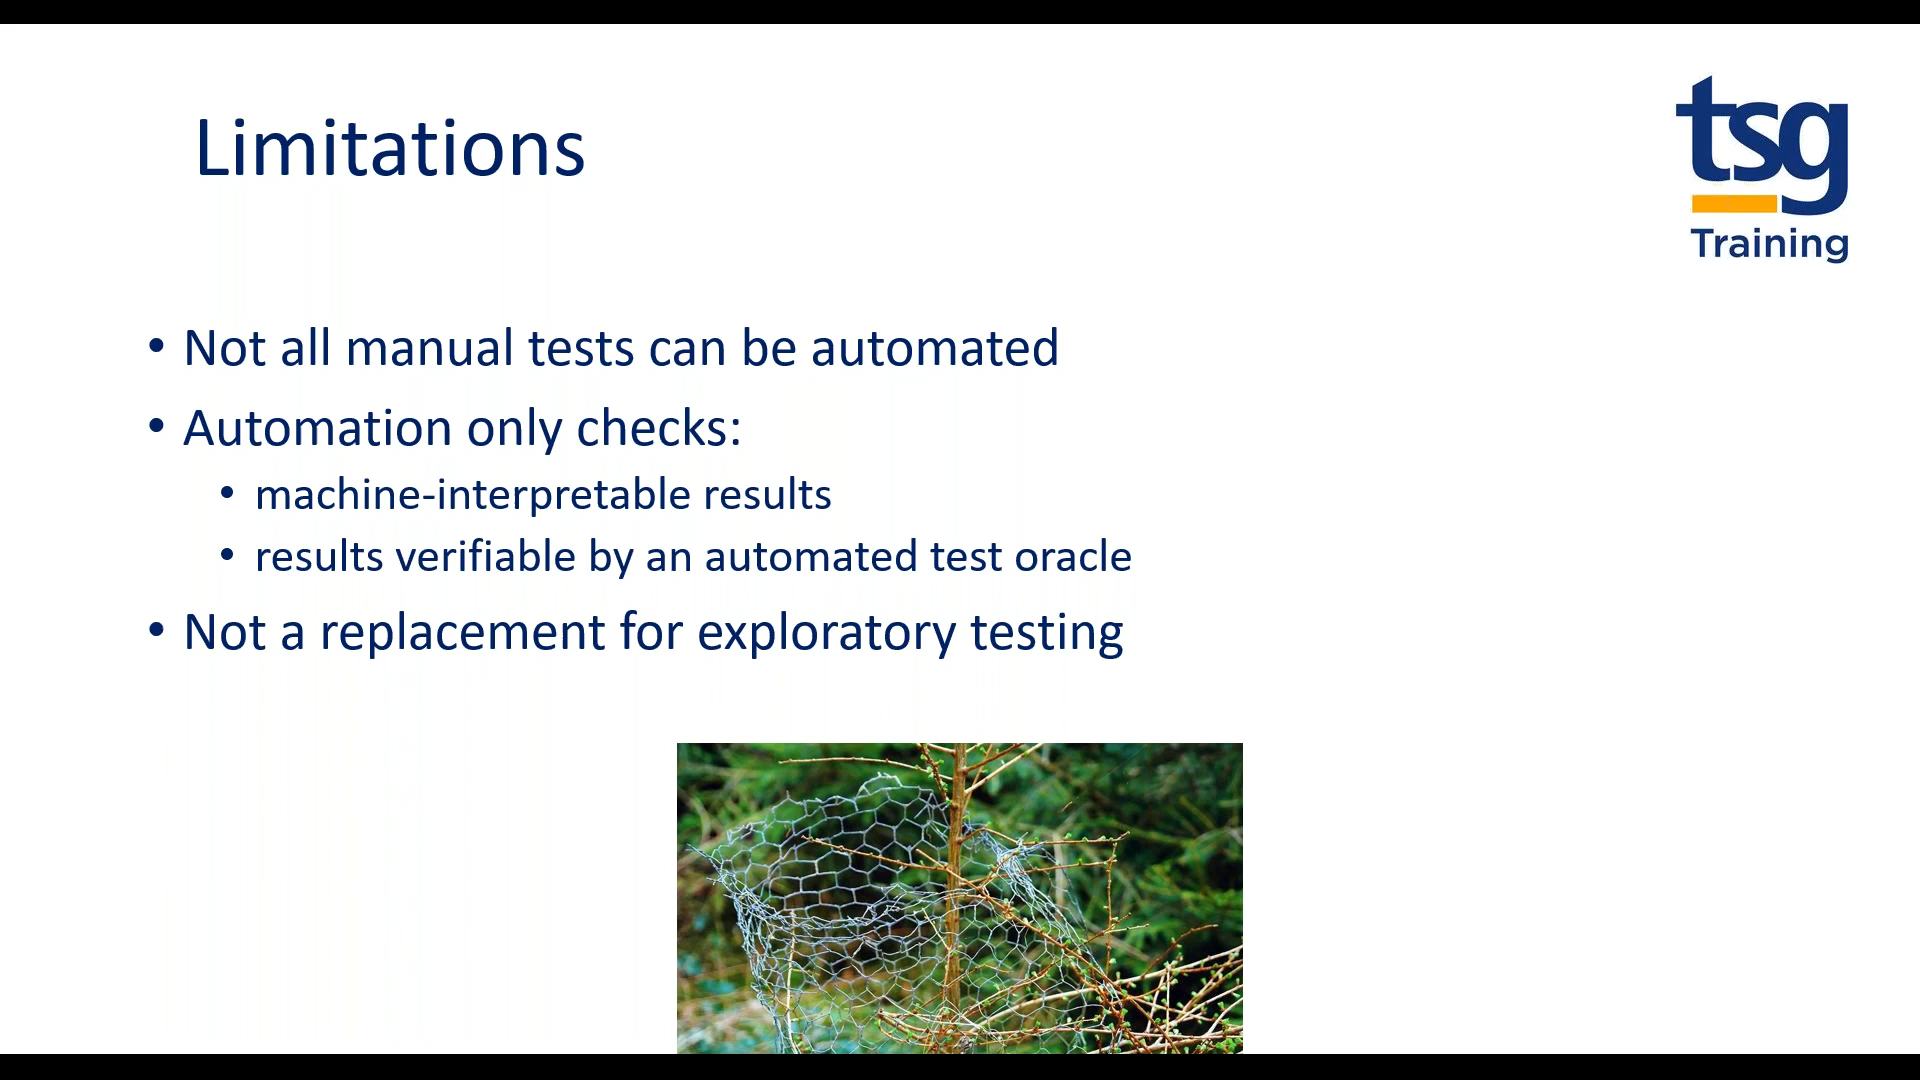 Limitations
tsg
Training
• Not all manual tests can be automated
• Automation only checks:
• machine-interpretable results
• results verifiable by an automated test oracle
• Not a replacement for exploratory testing